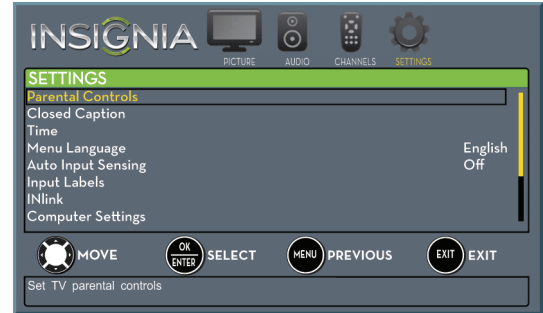 INSIGNIA
PICTURE AUDIO CHANNELS SETTINGS
SETTINGS
Parental Controls
Closed Caption
Time
Menu Language English
Auto Input Sensing Off
Input Labels
INlink
Computer Settings
MOVE OK ENTER SELECT MENU PREVIOUS EXIT EXIT
Set TV parental controls